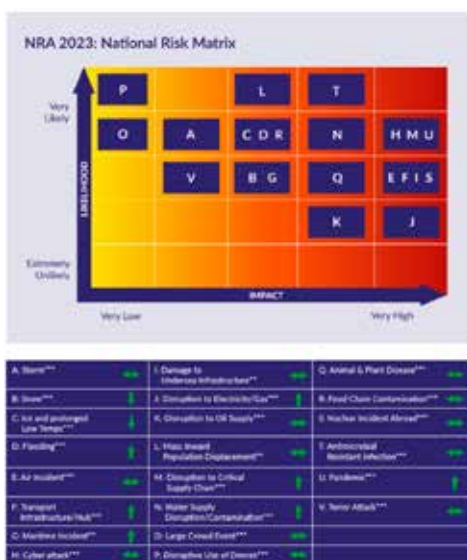 NRA 2023: National Risk Matrix
P L T
Very
Likely
O A C D R N H M U
V B G Q E F I S
LIKELIHOOD
K J
Extremely
Unlikely
IMPACT
Very Low Very High
A. Storm***
B. Snow***
C. Ice and prolonged
Low Temps***
D. Flooding***
E. Air Incident***
F. Transport
Infrastructure/Hub***
G. Maritime Incident**
H. Cyber attack***
I. Damage to
Undersea Infrastructure**
J. Disruption to Electricity/Gas***
K. Disruption to Oil Supply***
L. Mass Inward
Population Displacement**
M. Disruption to Critical
Supply Chain***
N. Water Supply
Disruption/Contamination***
O. Large Crowd Event***
P. Disruptive Use of Drones***
Q. Animal & Plant Disease***
R. Food Chain Contamination***
S. Nuclear Incident Abroad***
T. Antimicrobial
Resistant Infection***
U. Pandemic***
V. Terror Attack***